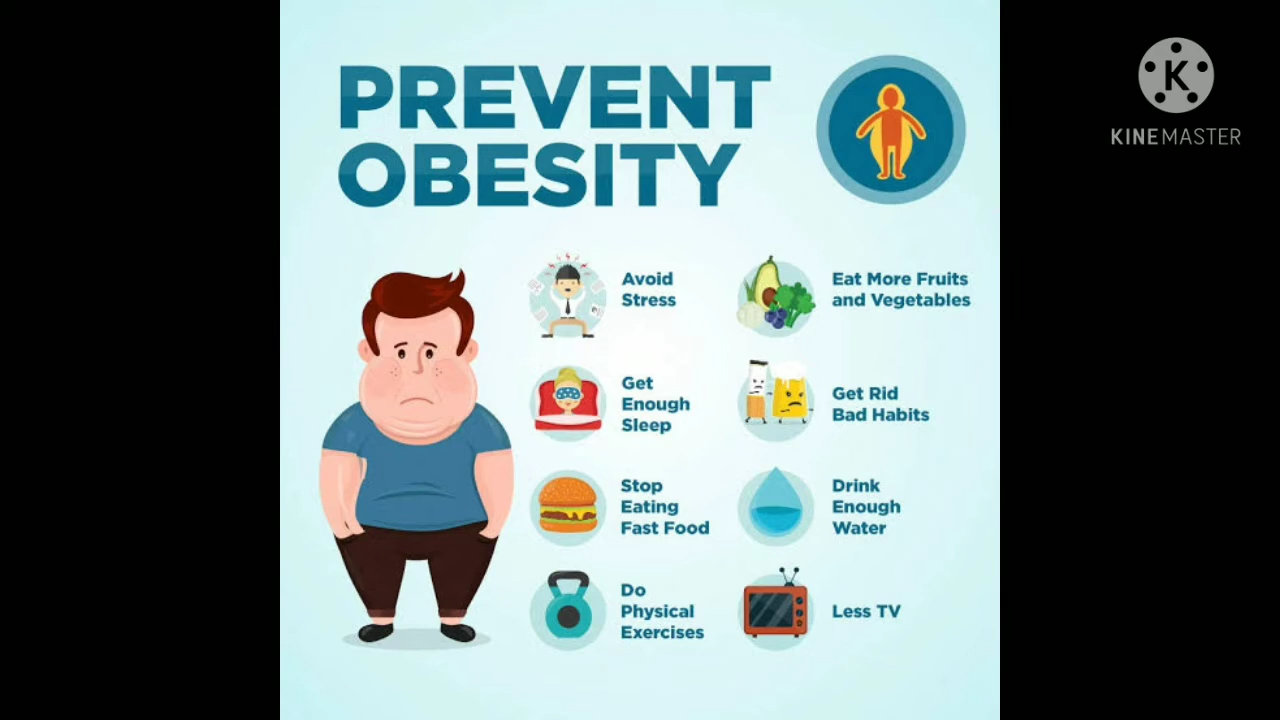 PREVENT
OBESITY
K
KINEMASTER
Avoid
Stress
Eat More Fruits
and Vegetables
Get
Enough
Sleep
Get Rid
Bad Habits
Stop
Eating
Fast Food
Drink
Enough
Water
Do
Physical
Exercises
Less TV